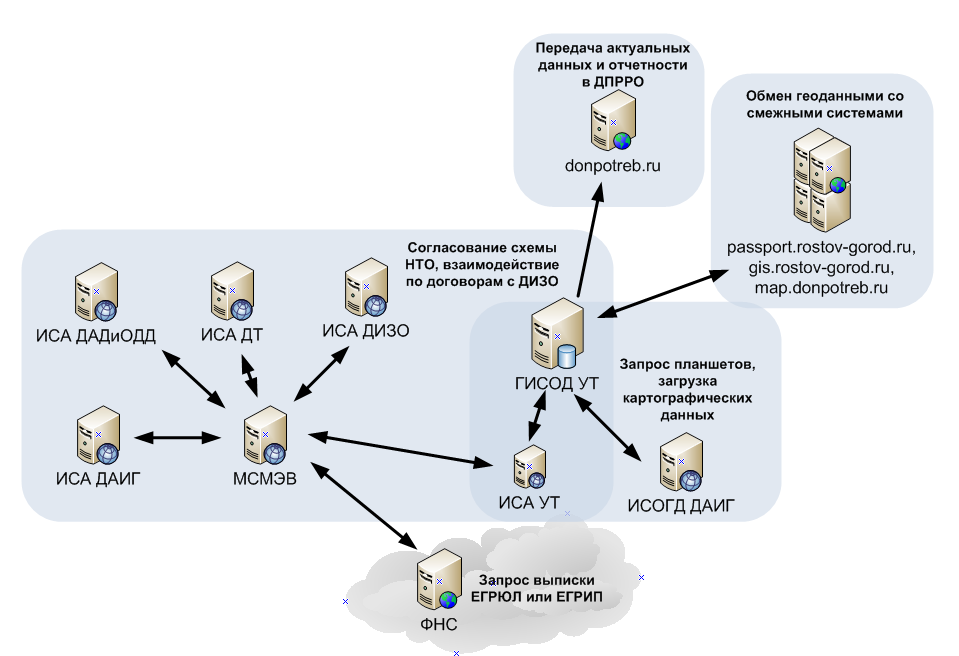 Передача актуальных
данных и отчетности
в ДПРРО
donpotreb.ru
Обмен геоданными со
смежными системами
passport.rostov-gorod.ru,
gis.rostov-gorod.ru,
map.donpotreb.ru
Согласование схемы
НТО, взаимодействие
по договорам с ДИЗО
ИСА ДАДиОДД
ИСА ДТ
ИСА ДИЗО
ГИСОД УТ
Запрос планшетов,
загрузка
картографических
данных
ИСА ДАИГ
МСМЭВ
ИСА УТ
ИСОГД ДАИГ
Запрос выписки
ЕГРЮЛ или ЕГРИП
ФНС